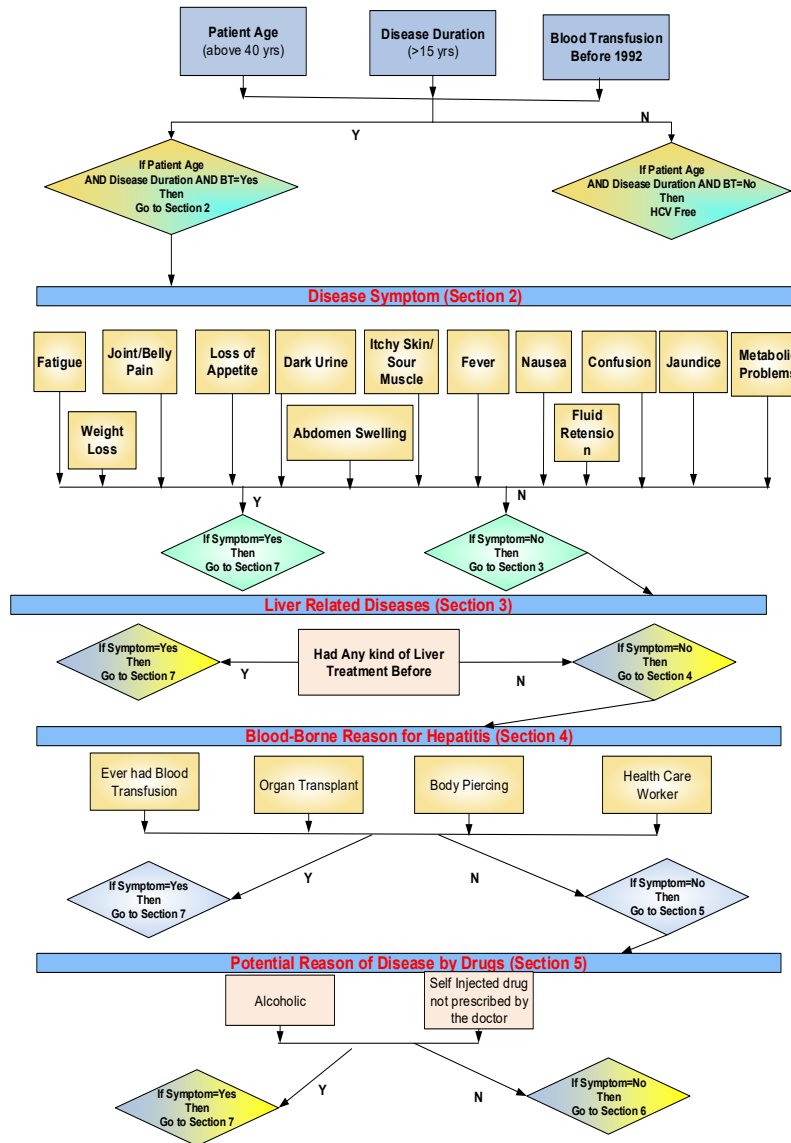 Patient Age
(above 40 yrs)
Disease Duration
(>15 yrs)
Blood Transfusion
Before 1992
Y
N
If Patient Age
AND Disease Duration AND BT=Yes
Then
Go to Section 2
If Patient Age
AND Disease Duration AND BT=No
Then
HCV Free
Disease Symptom (Section 2)
Fatigue
Joint/Belly
Pain
Loss of
Appetite
Dark Urine
Itchy Skin/
Sour
Muscle
Fever
Nausea
Confusion
Jaundice
Metabolic
Problems
Weight
Loss
Abdomen Swelling
Fluid
Retension
n
Y
N
If Symptom=Yes
Then
Go to Section 7
If Symptom=No
Then
Go to Section 3
Liver Related Diseases (Section 3)
If Symptom=Yes
Then
Go to Section 7
Y
Had Any kind of Liver
Treatment Before
N
If Symptom=No
Then
Go to Section 4
Blood-Borne Reason for Hepatitis (Section 4)
Ever had Blood
Transfusion
Organ Transplant
Body Piercing
Health Care
Worker
Y
N
If Symptom=Yes
Then
Go to Section 7
If Symptom=No
Then
Go to Section 5
Potential Reason of Disease by Drugs (Section 5)
Alcoholic
Self Injected drug
not prescribed by
the doctor
Y
N
If Symptom=Yes
Then
Go to Section 7
If Symptom=No
Then
Go to Section 6